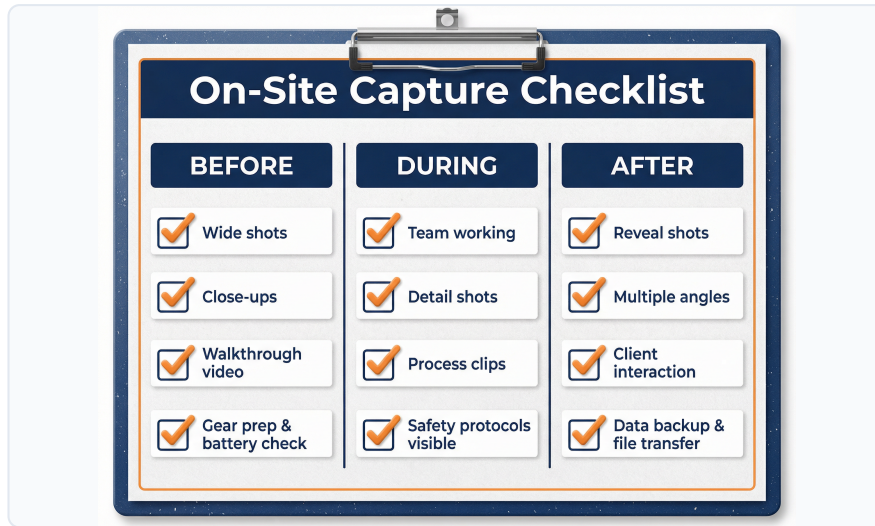 On-Site Capture Checklist
BEFORE
Wide shots
Close-ups
Walkthrough
video
Gear prep &
battery check
DURING
Team working
Detail shots
Process clips
Safety protocols
visible
AFTER
Reveal shots
Multiple angles
Client
interaction
Data backup &
file transfer